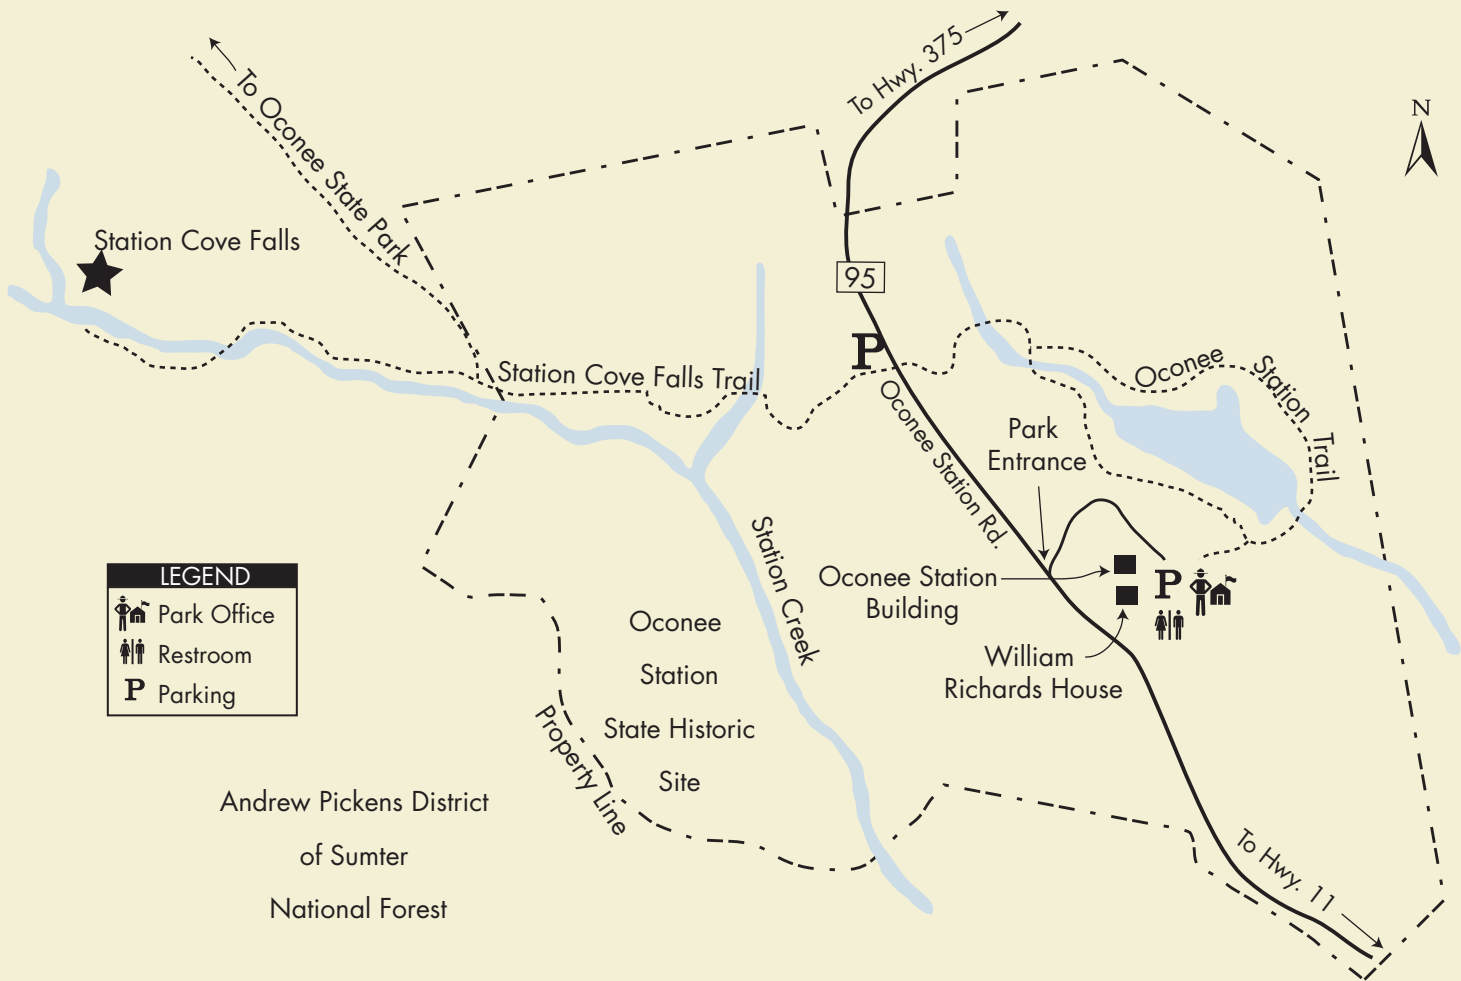 To Hwy. 375
N
To Oconee State Park
Station Cove Falls
95
P
Station Cove Falls Trail
Oconee Station Trail
Oconee Station Rd.
Park
Entrance
Oconee Station
Building
P
William
Richards House
Station Creek
LEGEND
Park Office
Restroom
P Parking
Oconee
Station
State Historic
Site
Property Line
Andrew Pickens District
of Sumter
National Forest
To Hwy. 11